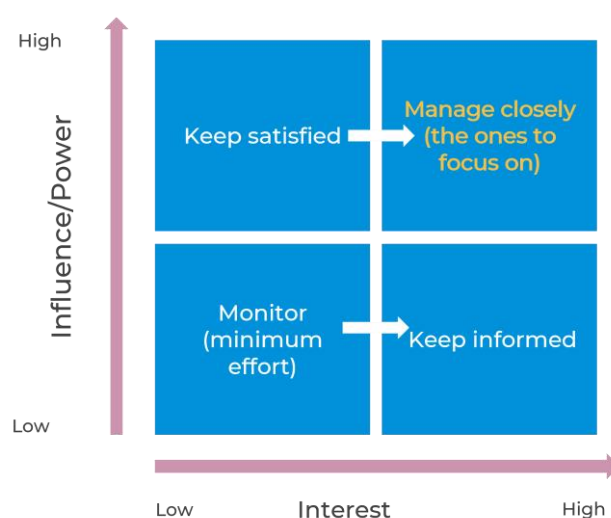 High
Influence/Power
Low
Keep satisfied
Manage closely
(the ones to
focus on)
Monitor
(minimum
effort)
Keep informed
Low
Interest
High